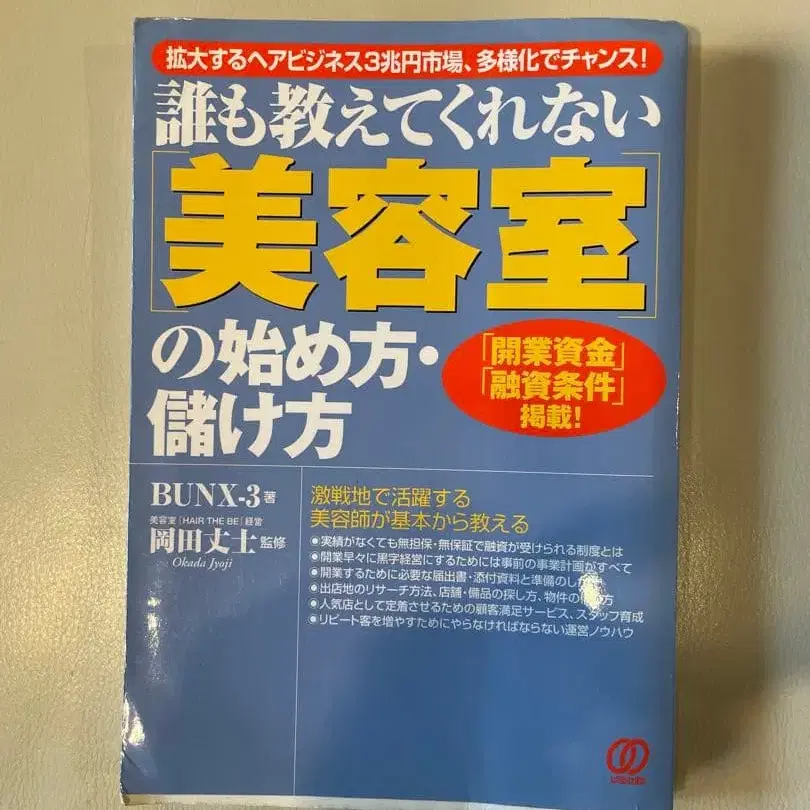 拡大するヘアビジネス3兆円市場、多様化でチャンス!
誰も教えてくれない
[美容室]
の始め方・
儲け方
「開業資金」
「融資条件」
掲載!
BUNX-3 著
美容室[HAIR THE BE]経営
岡田丈士 監修
Okada Jyoji
激戦地で活躍する
美容師が基本から教える
●実績がなくても無担保・無保証で融資が受けられる制度とは
●開業早々に黒字経営にするためには事前の事業計画がすべて
●開業するために必要な届出書・添付資料と準備のし
●出店地のリサーチ方法、店舗・備品の探し方、物件の 方
●人気店として定着させるための顧客満足サービス、スタッフ育成
●リピート客を増やすためにやらなければならない運営ノウハウ